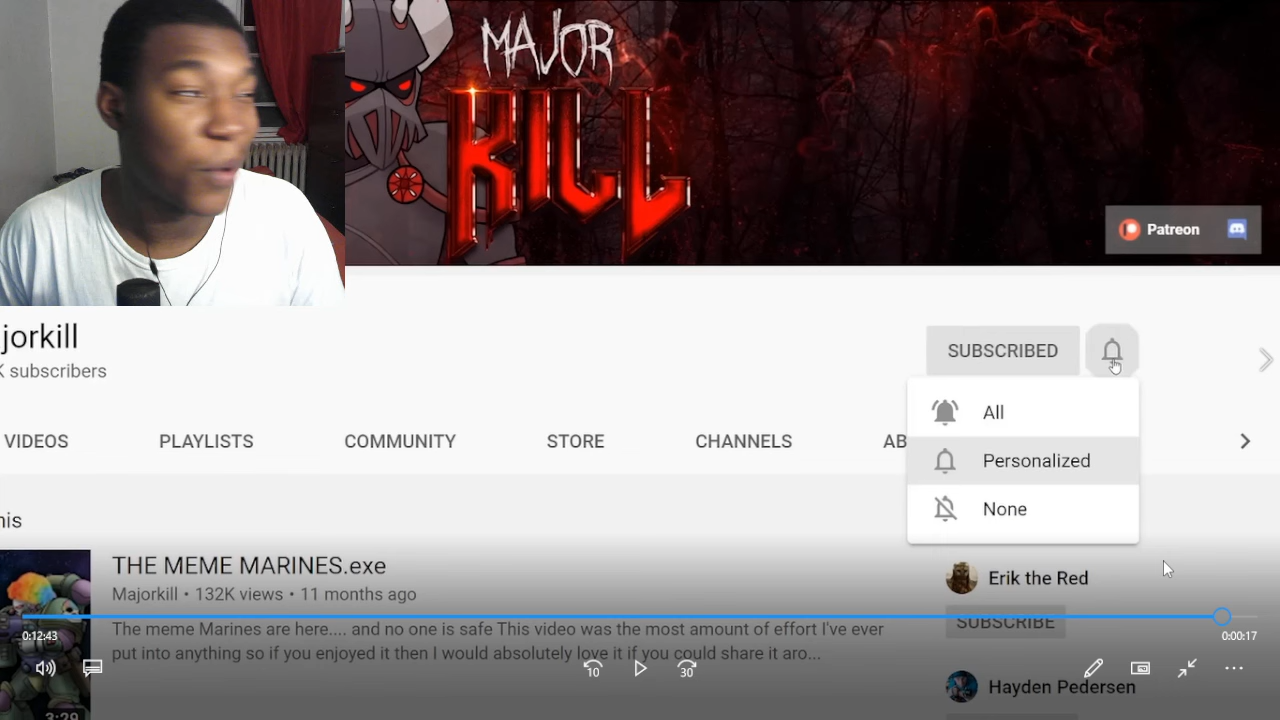 MAJOR
KILL
Patreon
jorkill
K subscribers
SUBSCRIBED
All
Personalized
None
VIDEOS
PLAYLISTS
COMMUNITY
STORE
CHANNELS
AB
his
THE MEME MARINES.exe
Majorkill • 132K views • 11 months ago
The meme Marines are here.... and no one is safe This video was the most amount of effort I've ever
put into anything so if you enjoyed it then I would absolutely love it if you could share it aro...
Erik the Red
SUBSCRIBE
Hayden Pedersen
0:12:43
0:00:17
10
30
3:29